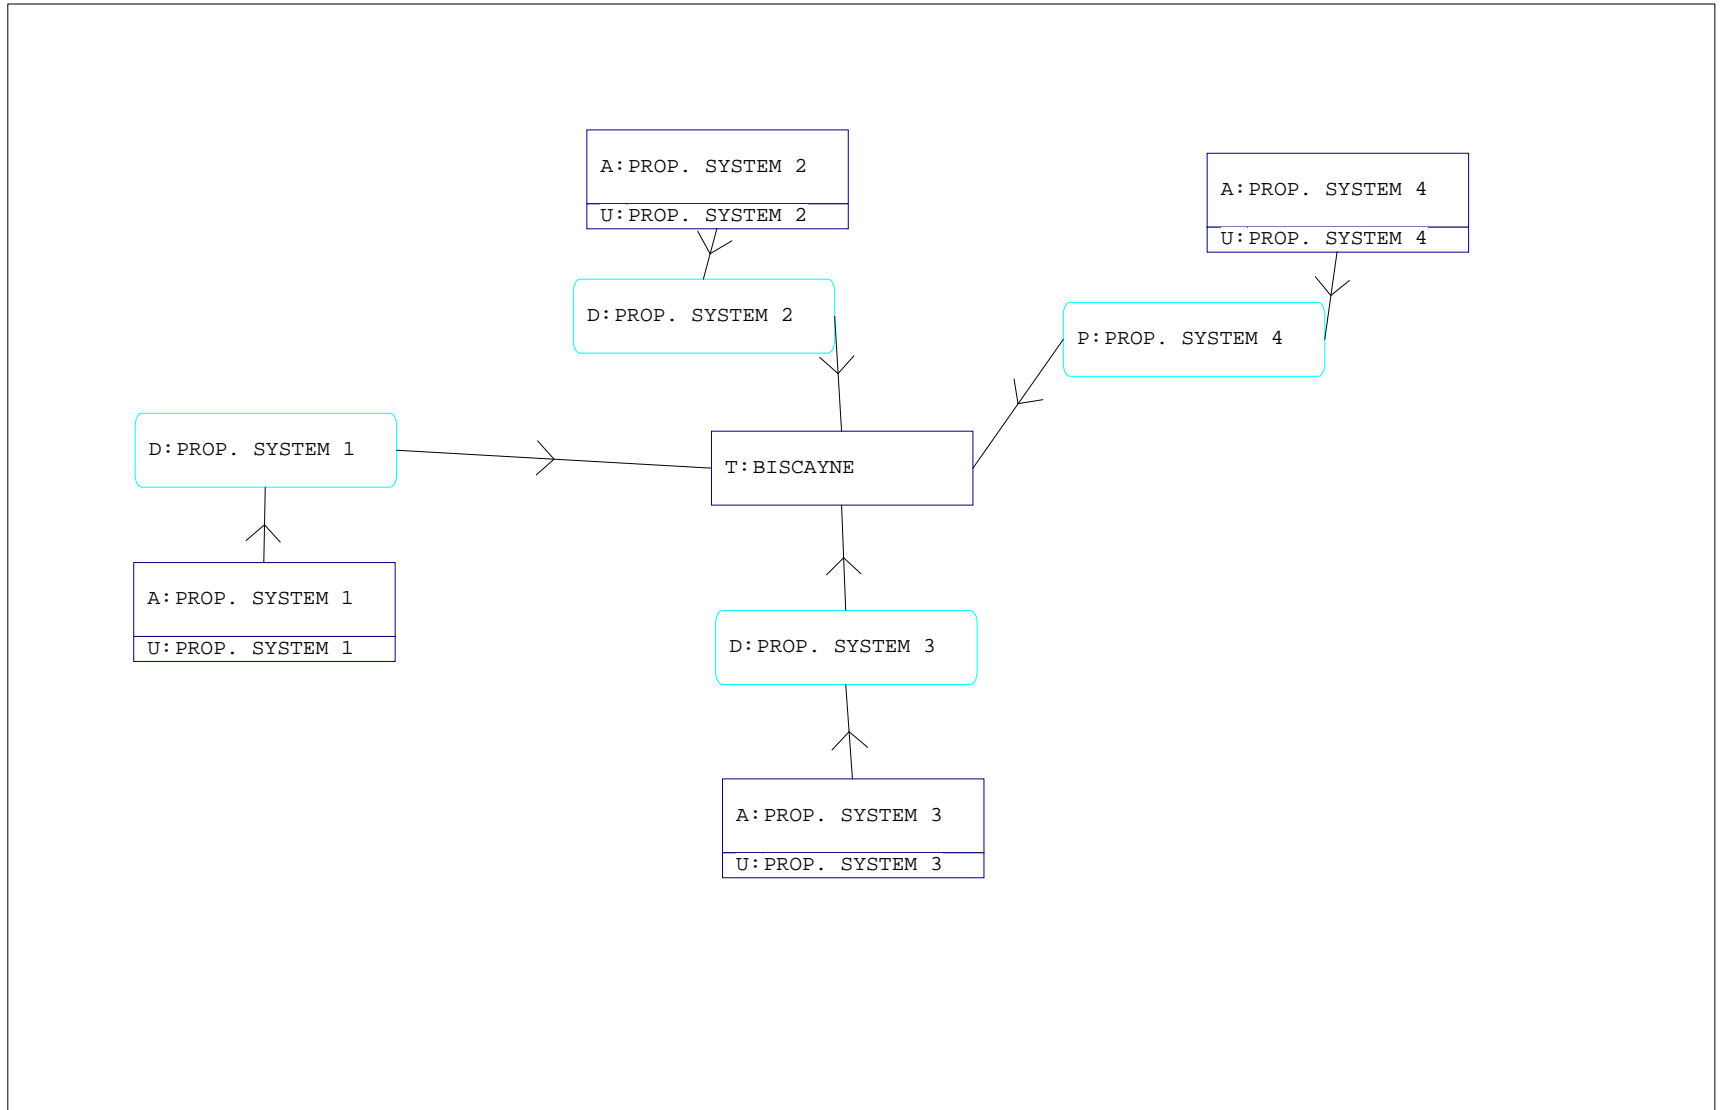 A:PROP. SYSTEM 2
U:PROP. SYSTEM 2
A:PROP. SYSTEM 4
U:PROP. SYSTEM 4
D:PROP. SYSTEM 2
P:PROP. SYSTEM 4
D:PROP. SYSTEM 1
T:BISCAYNE
A:PROP. SYSTEM 1
U:PROP. SYSTEM 1
D:PROP. SYSTEM 3
A:PROP. SYSTEM 3
U:PROP. SYSTEM 3